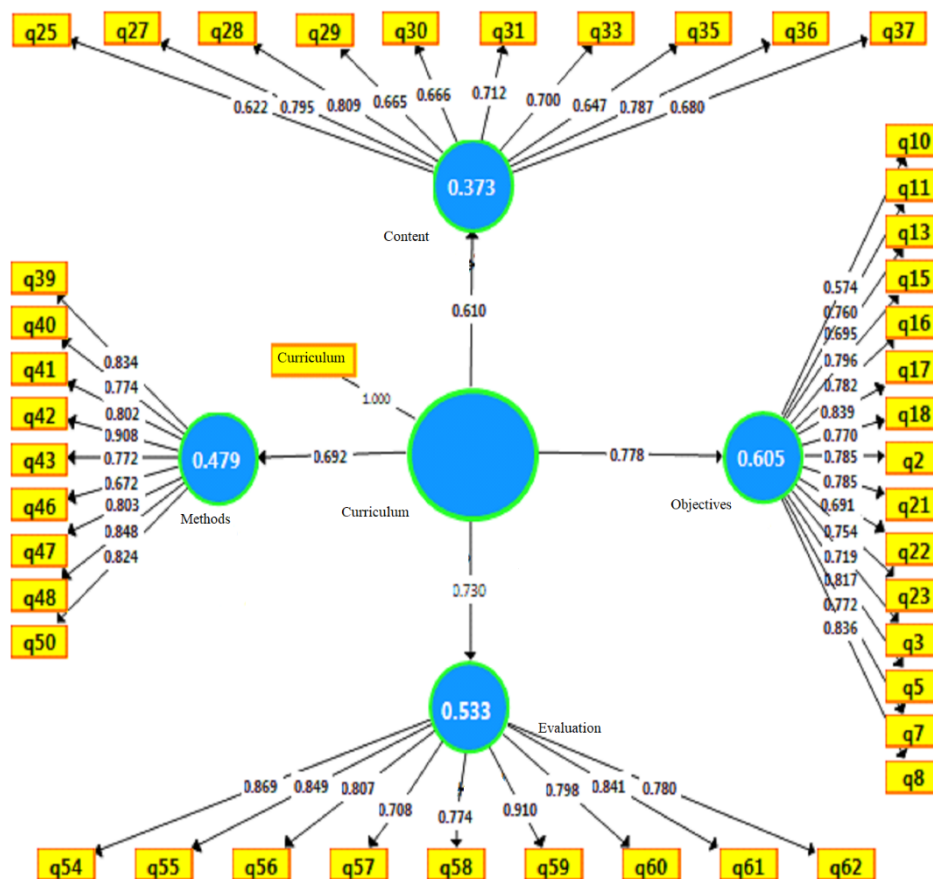 q25 q27 q28 q29 q30 q31 q33 q35 q36 q37
0.622 0.795 0.809 0.665 0.666 0.712 0.700 0.647 0.787 0.680
0.373
Content
0.610
q39
q40
q41
q42
q43
q46
q47
q48
q50
0.834
0.774
0.802
0.908
0.772
0.672
0.803
0.848
0.824
0.479
Methods
0.692
Curriculum
1.000
Curriculum
0.778
0.605
Objectives
0.574
0.760
0.695
0.796
0.782
0.839
0.770
0.785
0.785
0.691
0.754
0.719
0.817
0.772
0.836
q10
q11
q13
q15
q16
q17
q18
q2
q21
q22
q23
q3
q5
q7
q8
0.730
0.533
Evaluation
0.869 0.849 0.807 0.708 0.774 0.910 0.798 0.841 0.780
q54 q55 q56 q57 q58 q59 q60 q61 q62